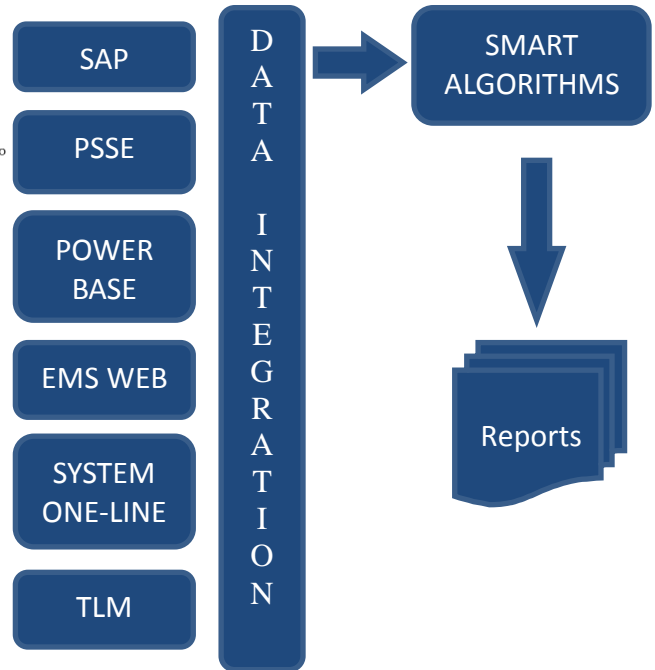 SAP
PSSE
o
POWER
BASE
EMS WEB
SYSTEM
ONE-LINE
TLM
D
A
T
A
I
N
T
E
G
R
A
T
I
O
N
SMART
ALGORITHMS
Reports